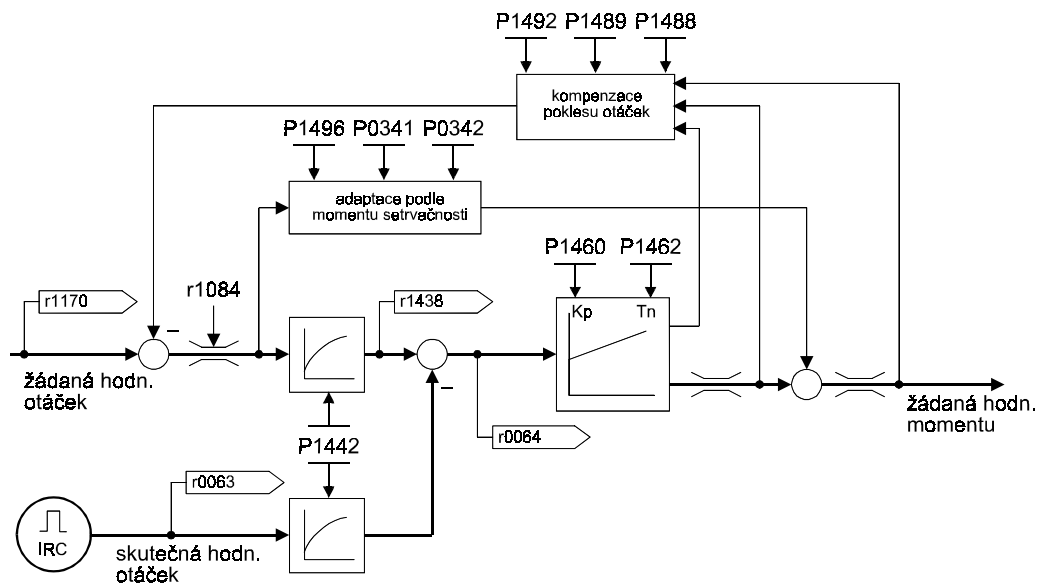 P1492 P1489 P1488
kompenzace
poklesu otáček
P1496 P0341 P0342
adaptace podle
momentu setrvačnosti
P1460 P1462
r1170
r1084
r1438
Kp Tn
žádaná hodn.
otáček
r0064
žádaná hodn.
momentu
P1442
r0063
IRC
skutečná hodn.
otáček